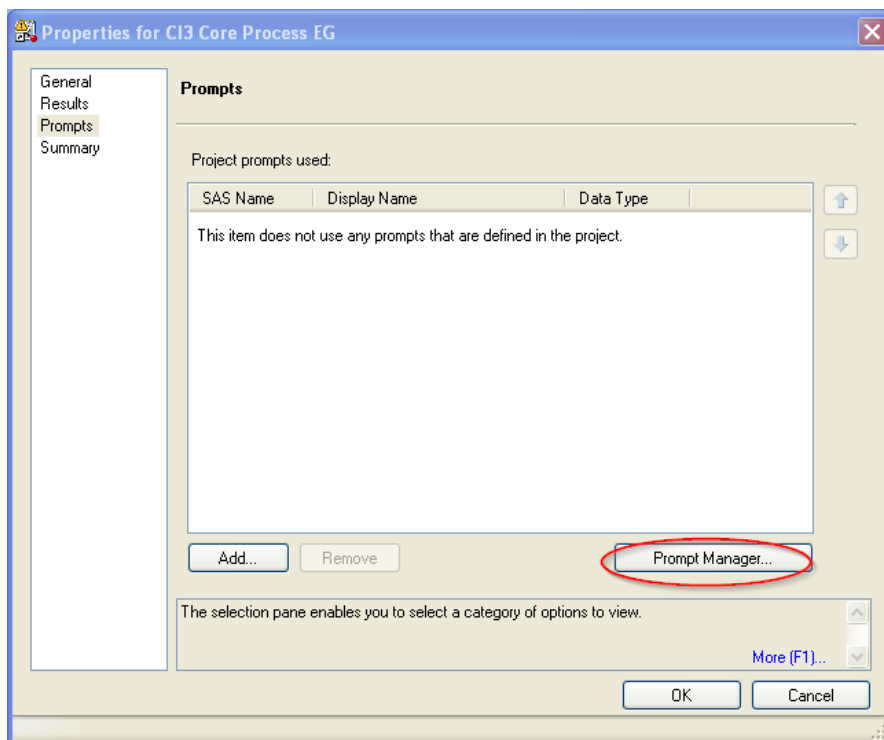 Properties for CI3 Core Process EG
General
Results
Prompts
Summary
Prompts
Project prompts used:
SAS Name Display Name Data Type
This item does not use any prompts that are defined in the project.
Add... Remove Prompt Manager...
The selection pane enables you to select a category of options to view.
More (F1)...
OK Cancel